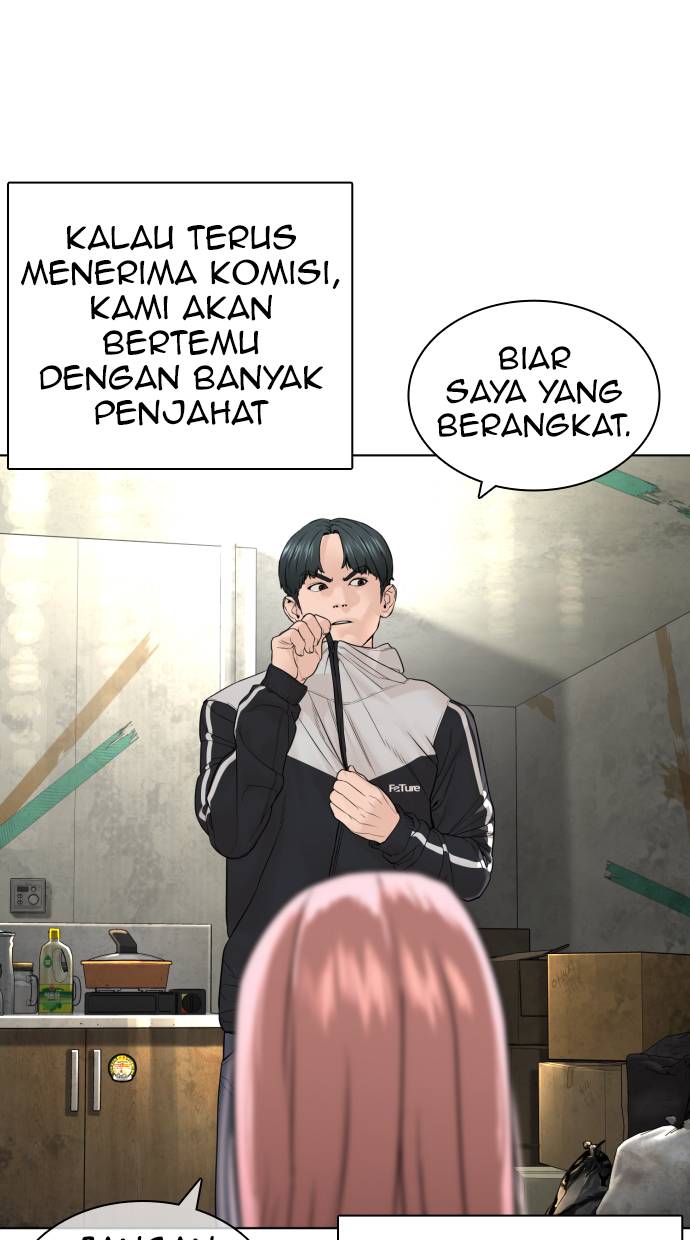 KALAU TERUS
MENERIMA KOMISI,
KAMI AKAN
BERTEMU
DENGAN BANYAK
PENJAHAT
BIAR
SAYA YANG
BERANGKAT.
FeTure